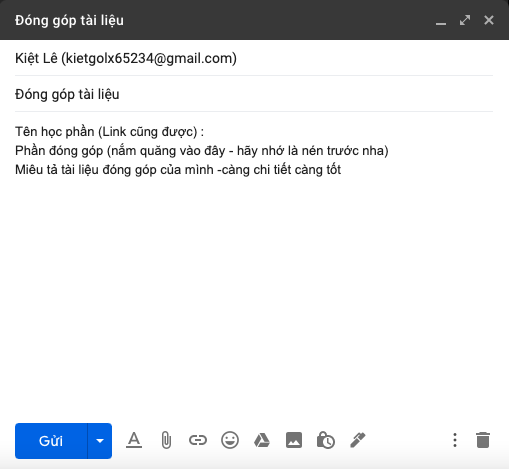 Đóng góp tài liệu
Kiệt Lê (kietgolx65234@gmail.com)
Đóng góp tài liệu
Tên học phần (Link cũng được) :
Phần đóng góp (nắm quăng vào đây - hãy nhớ là nén trước nha)
Miêu tả tài liệu đóng góp của mình -càng chi tiết càng tốt
Gửi